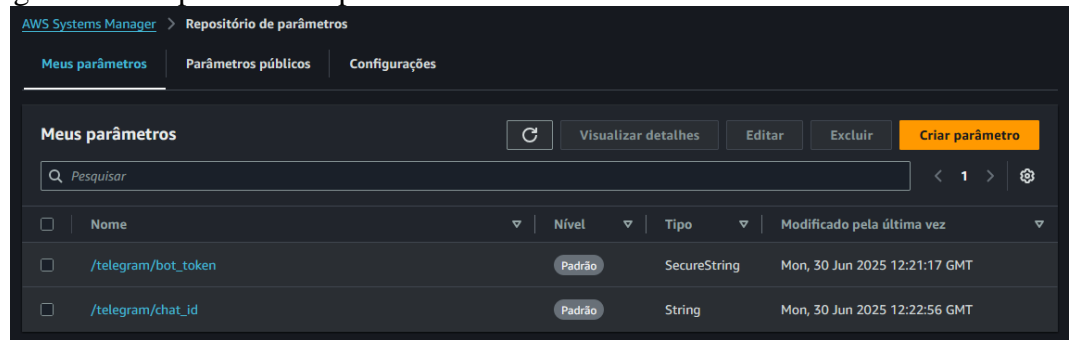 AWS Systems Manager > Repositório de parâmetros
Meus parâmetros Parâmetros públicos Configurações
Meus parâmetros Visualizar detalhes Editar Excluir Criar parâmetro
Pesquisar < 1 >
Nome Nível Tipo Modificado pela última vez
/telegram/bot_token Padrão SecureString Mon, 30 Jun 2025 12:21:17 GMT
/telegram/chat_id Padrão String Mon, 30 Jun 2025 12:22:56 GMT